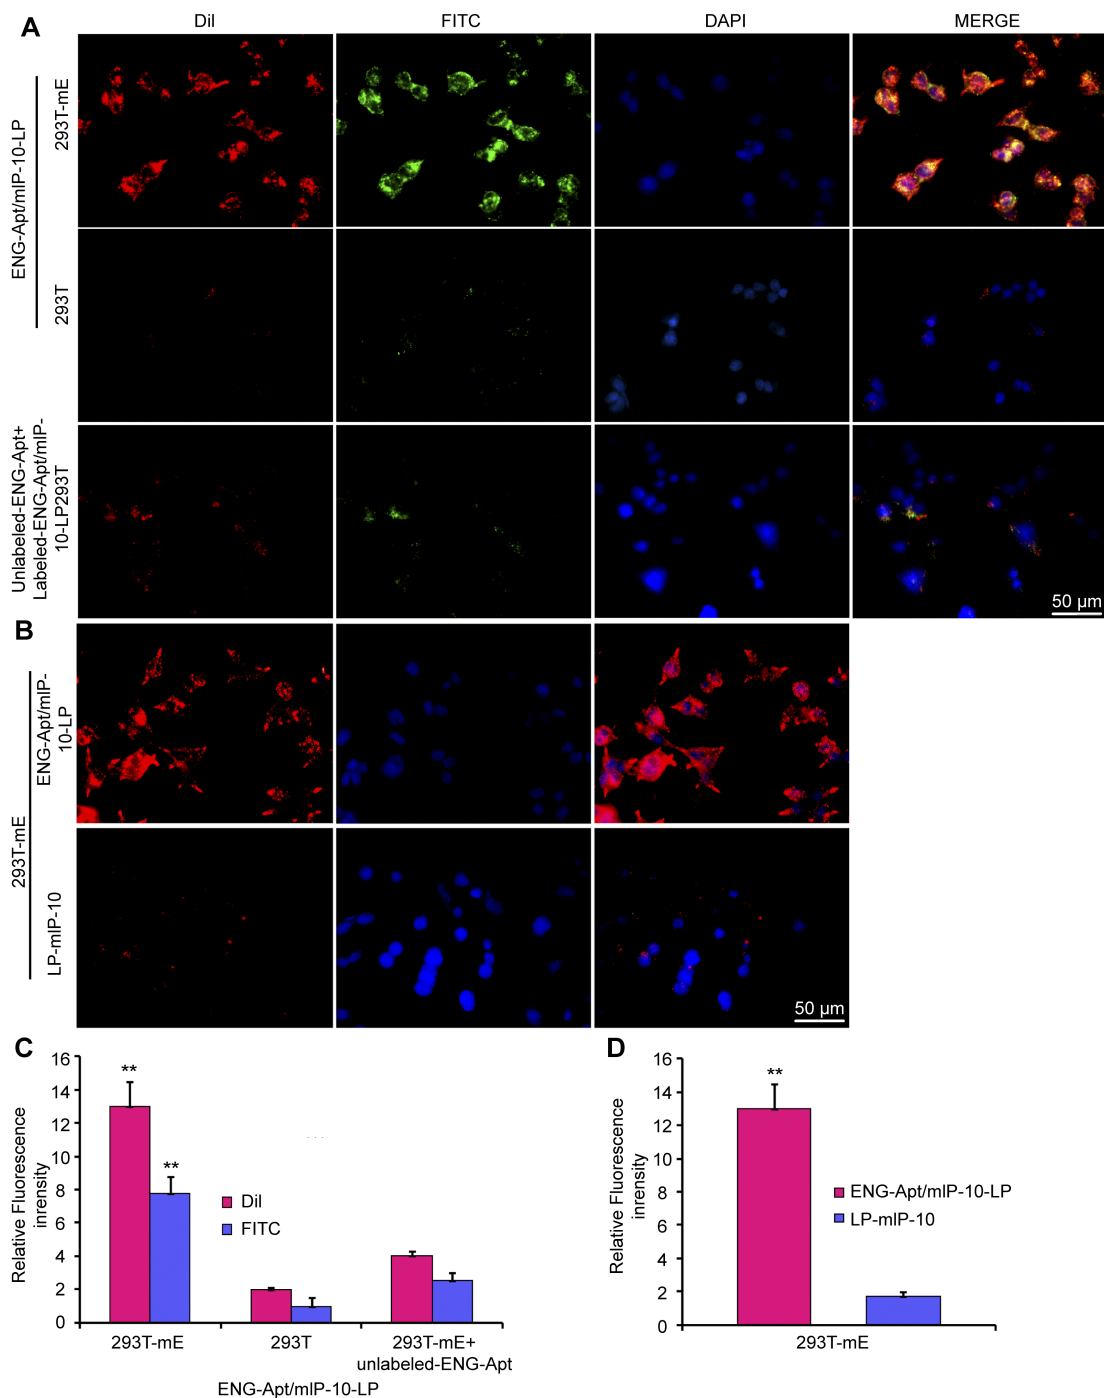 A
Dil
FITC
DAPI
MERGE
ENG-Apt/mIP-10-LP
293T-mE
293T
Unlabeled-ENG-Apt+
Labeled-ENG-Apt/mIP-
10-LP293T
50 µm
B
293T-mE
ENG-Apt/mIP-
10-LP
LP-mIP-10
50 µm
C
Relative Fluorescence
inrensity
16
14
12
10
8
6
4
2
0
**
**
Dil
FITC
293T-mE
293T
293T-mE+
unlabeled-ENG-Apt
ENG-Apt/mIP-10-LP
D
Relative Fluorescence
inrensity
16
14
12
10
8
6
4
2
0
**
ENG-Apt/mIP-10-LP
LP-mIP-10
293T-mE